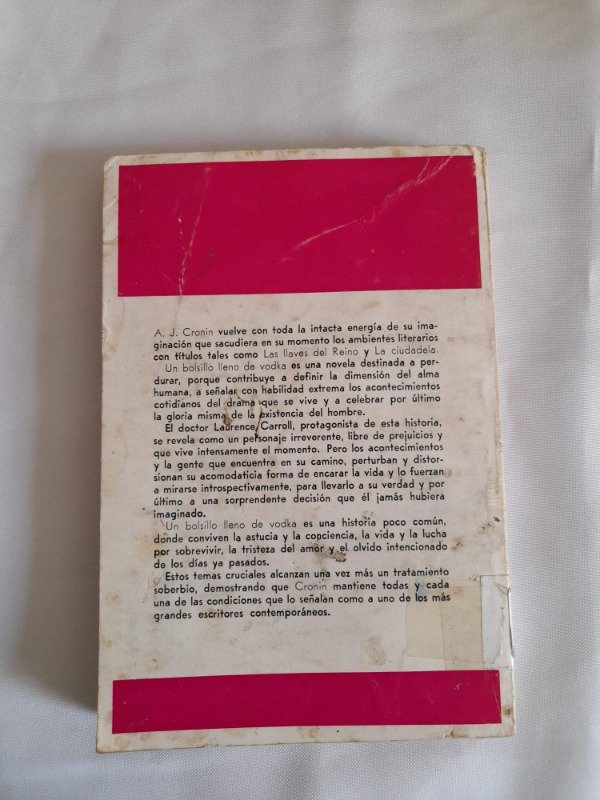 A. J. Cronin vuelve con toda la intacta energía de su ima-
ginación que sacudiera en su momento los ambientes literarios
con títulos tales como Las llaves del Reino y La ciudadela.
Un bolsillo lleno de vodka es una novela destinada a per-
durar, porque contribuye a definir la dimensión del alma
humana, a señalar con habilidad extrema los acontecimientos
cotidianos del drama que se vive y a celebrar por último
la gloria misma de la existencia del hombre.
El doctor Laurence Carroll, protagonista de esta historia,
se revela como un personaje irreverente, libre de prejuicios y
que vive intensamente el momento. Pero los acontecimientos
y la gente que encuentra en su camino, perturban y distor-
sionan su acomodaticia forma de encarar la vida y lo fuerzan
a mirarse introspectivamente, para llevarlo a su verdad y por
último a una sorprendente decisión que él jamás hubiera
imaginado.
Un bolsillo lleno de vodka es una historia poco común,
donde conviven la astucia y la conciencia, la vida y la lucha
por sobrevivir, la tristeza del amor y el olvido intencionado
de los días ya pasados.
Estos temas cruciales alcanzan una vez más un tratamiento
soberbio, demostrando que Cronin mantiene todas y cada
una de las condiciones que lo señalan como a uno de los más
grandes escritores contemporáneos.